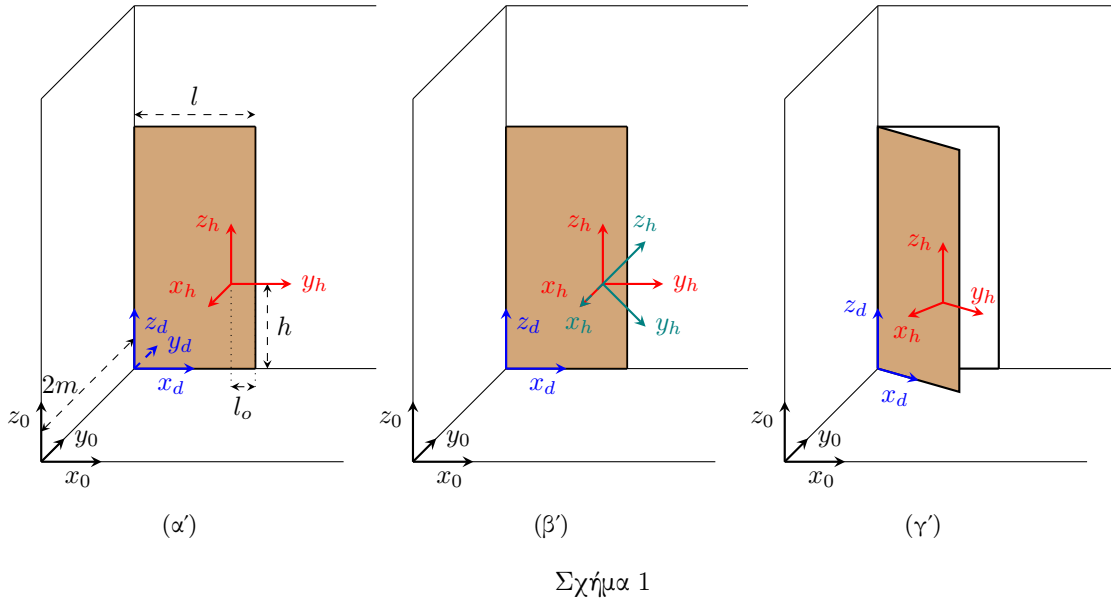 l
z_h
x_h
y_h
h
z_d
y_d
x_d
l_o
2m
z_0
y_0
x_0
(α')
z_h
z_h
x_h
y_h
x_h
y_h
z_d
x_d
z_0
y_0
x_0
(β')
z_h
y_h
x_h
z_d
x_d
z_0
y_0
x_0
(γ')
Σχήμα 1